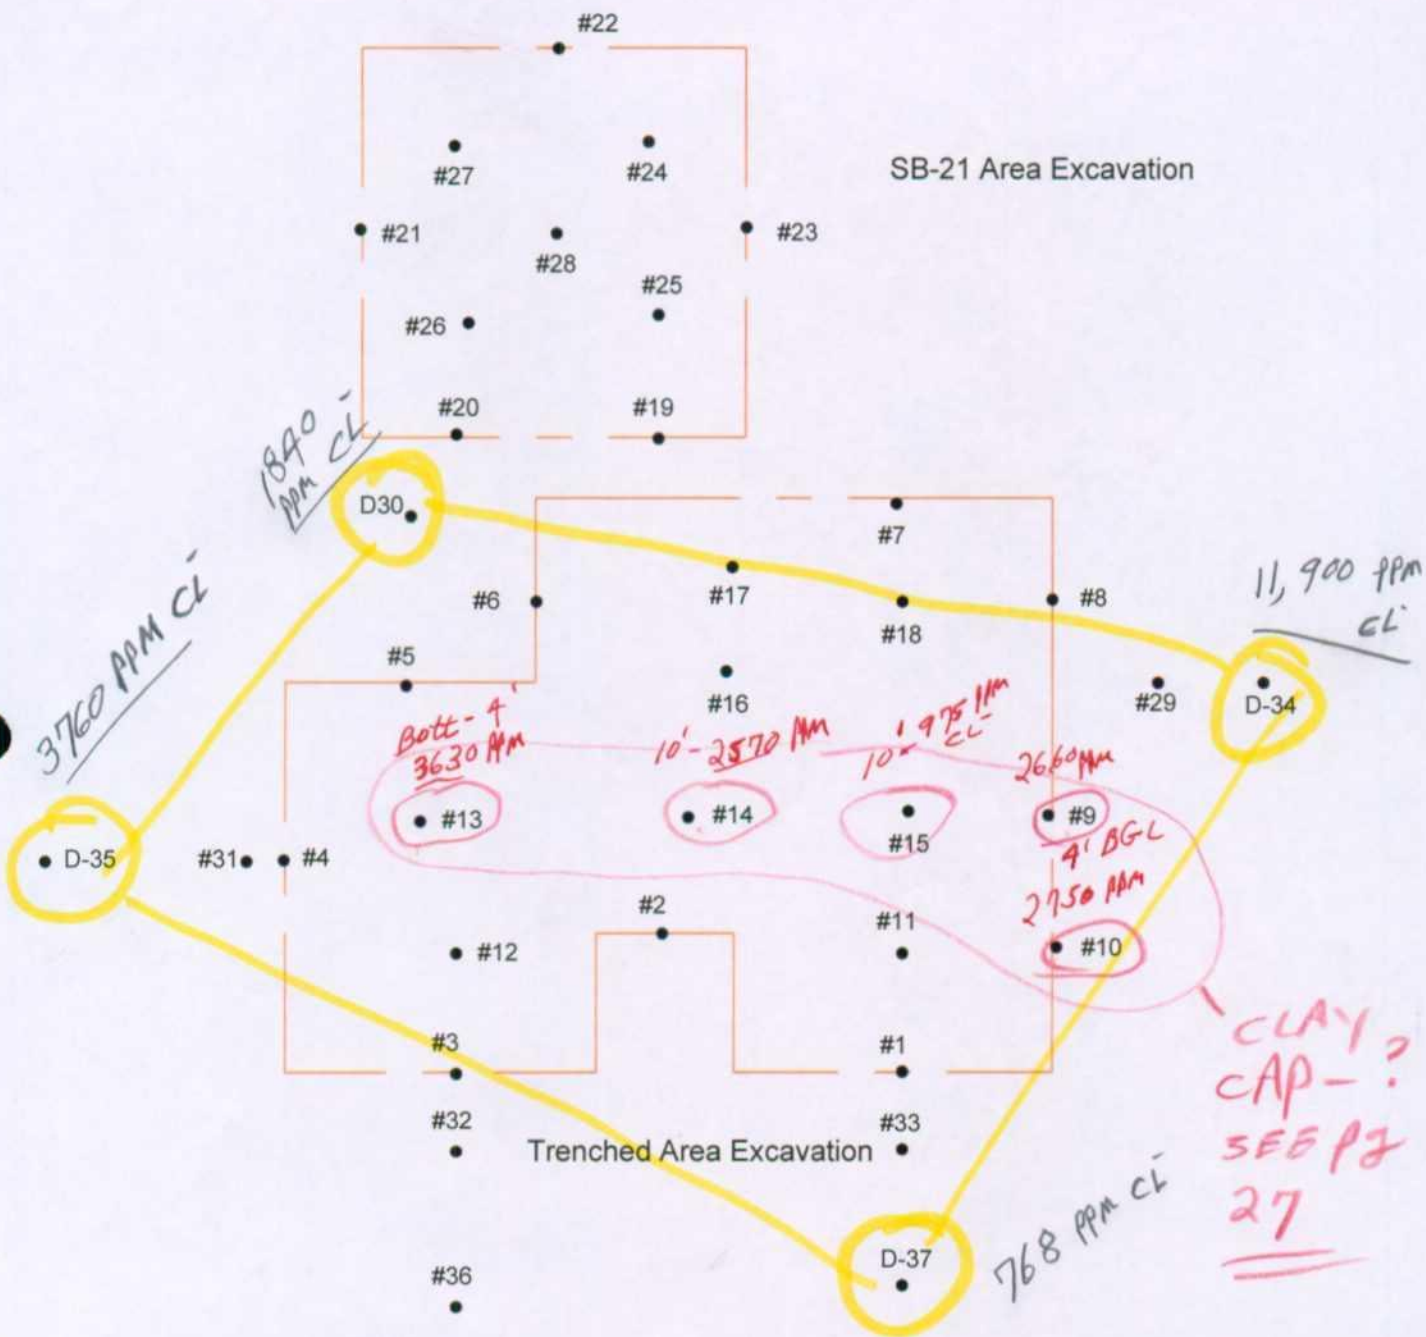 #22
#27
#24
SB-21 Area Excavation
#21
#23
#28
#25
#26
#20
#19
1840
PPM CL-
D30
#7
#6
#17
#18
#8
11,900 PPM
CL-
3760 PPM CL-
#5
#16
#29
D-34
Bott - 4'
3630 PPM
10' - 2570 PPM
10' - 975 PPM
CL-
2660 PPM
#13
#14
#15
#9
4' BGL
2750 PPM
D-35
#31
#4
#2
#11
#10
#12
#3
#1
CLAY
CAP - ?
SEE Pg
27
#32
#33
Trenched Area Excavation
768 PPM CL-
#36
D-37